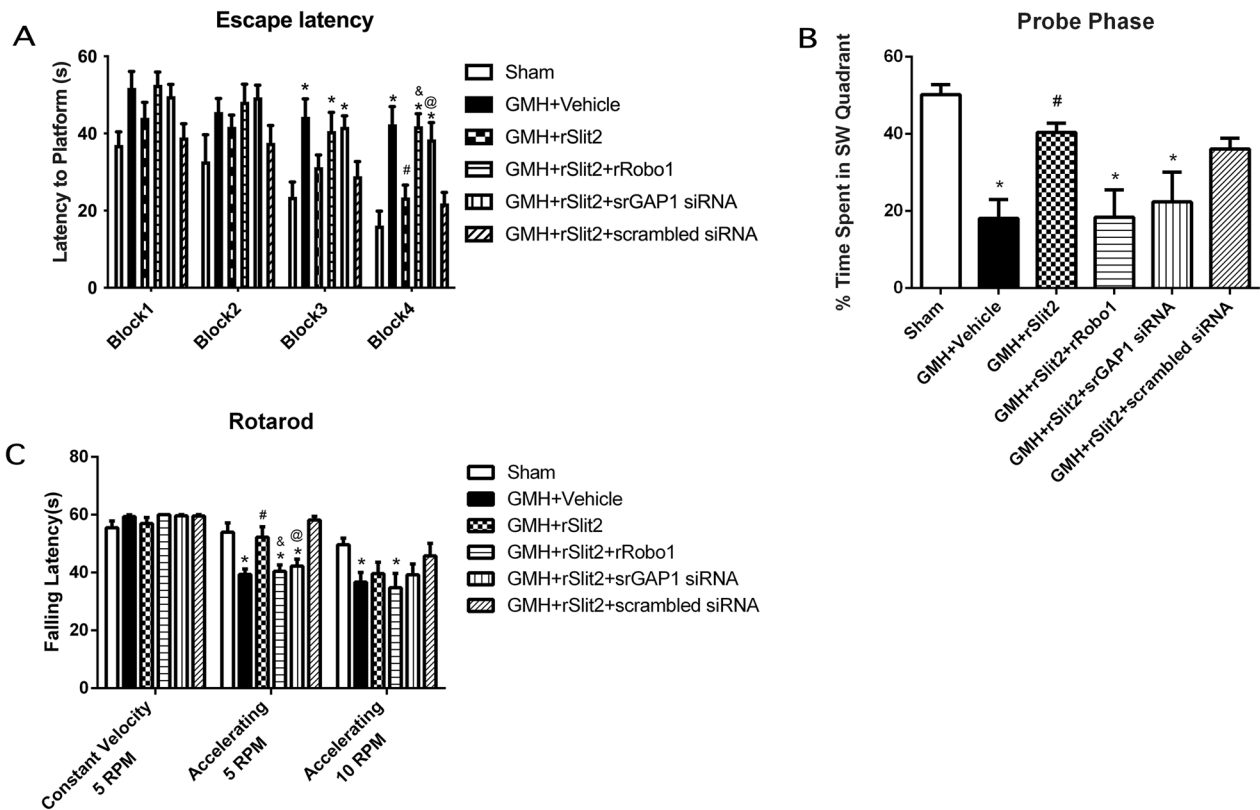 Escape latency
A
Latency to Platform (s)
60
40
20
0
* * * * & * # @ *
*
Block1
Block2
Block3
Block4
Sham
GMH+Vehicle
GMH+rSlit2
GMH+rSlit2+rRobo1
GMH+rSlit2+srGAP1 siRNA
GMH+rSlit2+scrambled siRNA
Probe Phase
B
% Time Spent in SW Quadrant
60
40
20
0
* # * *
Sham
GMH+Vehicle
GMH+rSlit2
GMH+rSlit2+rRobo1
GMH+rSlit2+srGAP1 siRNA
GMH+rSlit2+scrambled siRNA
Rotarod
C
Falling Latency(s)
80
60
40
20
0
* # & * @ * * *
Constant Velocity
5 RPM
Accelerating
5 RPM
Accelerating
10 RPM
Sham
GMH+Vehicle
GMH+rSlit2
GMH+rSlit2+rRobo1
GMH+rSlit2+srGAP1 siRNA
GMH+rSlit2+scrambled siRNA